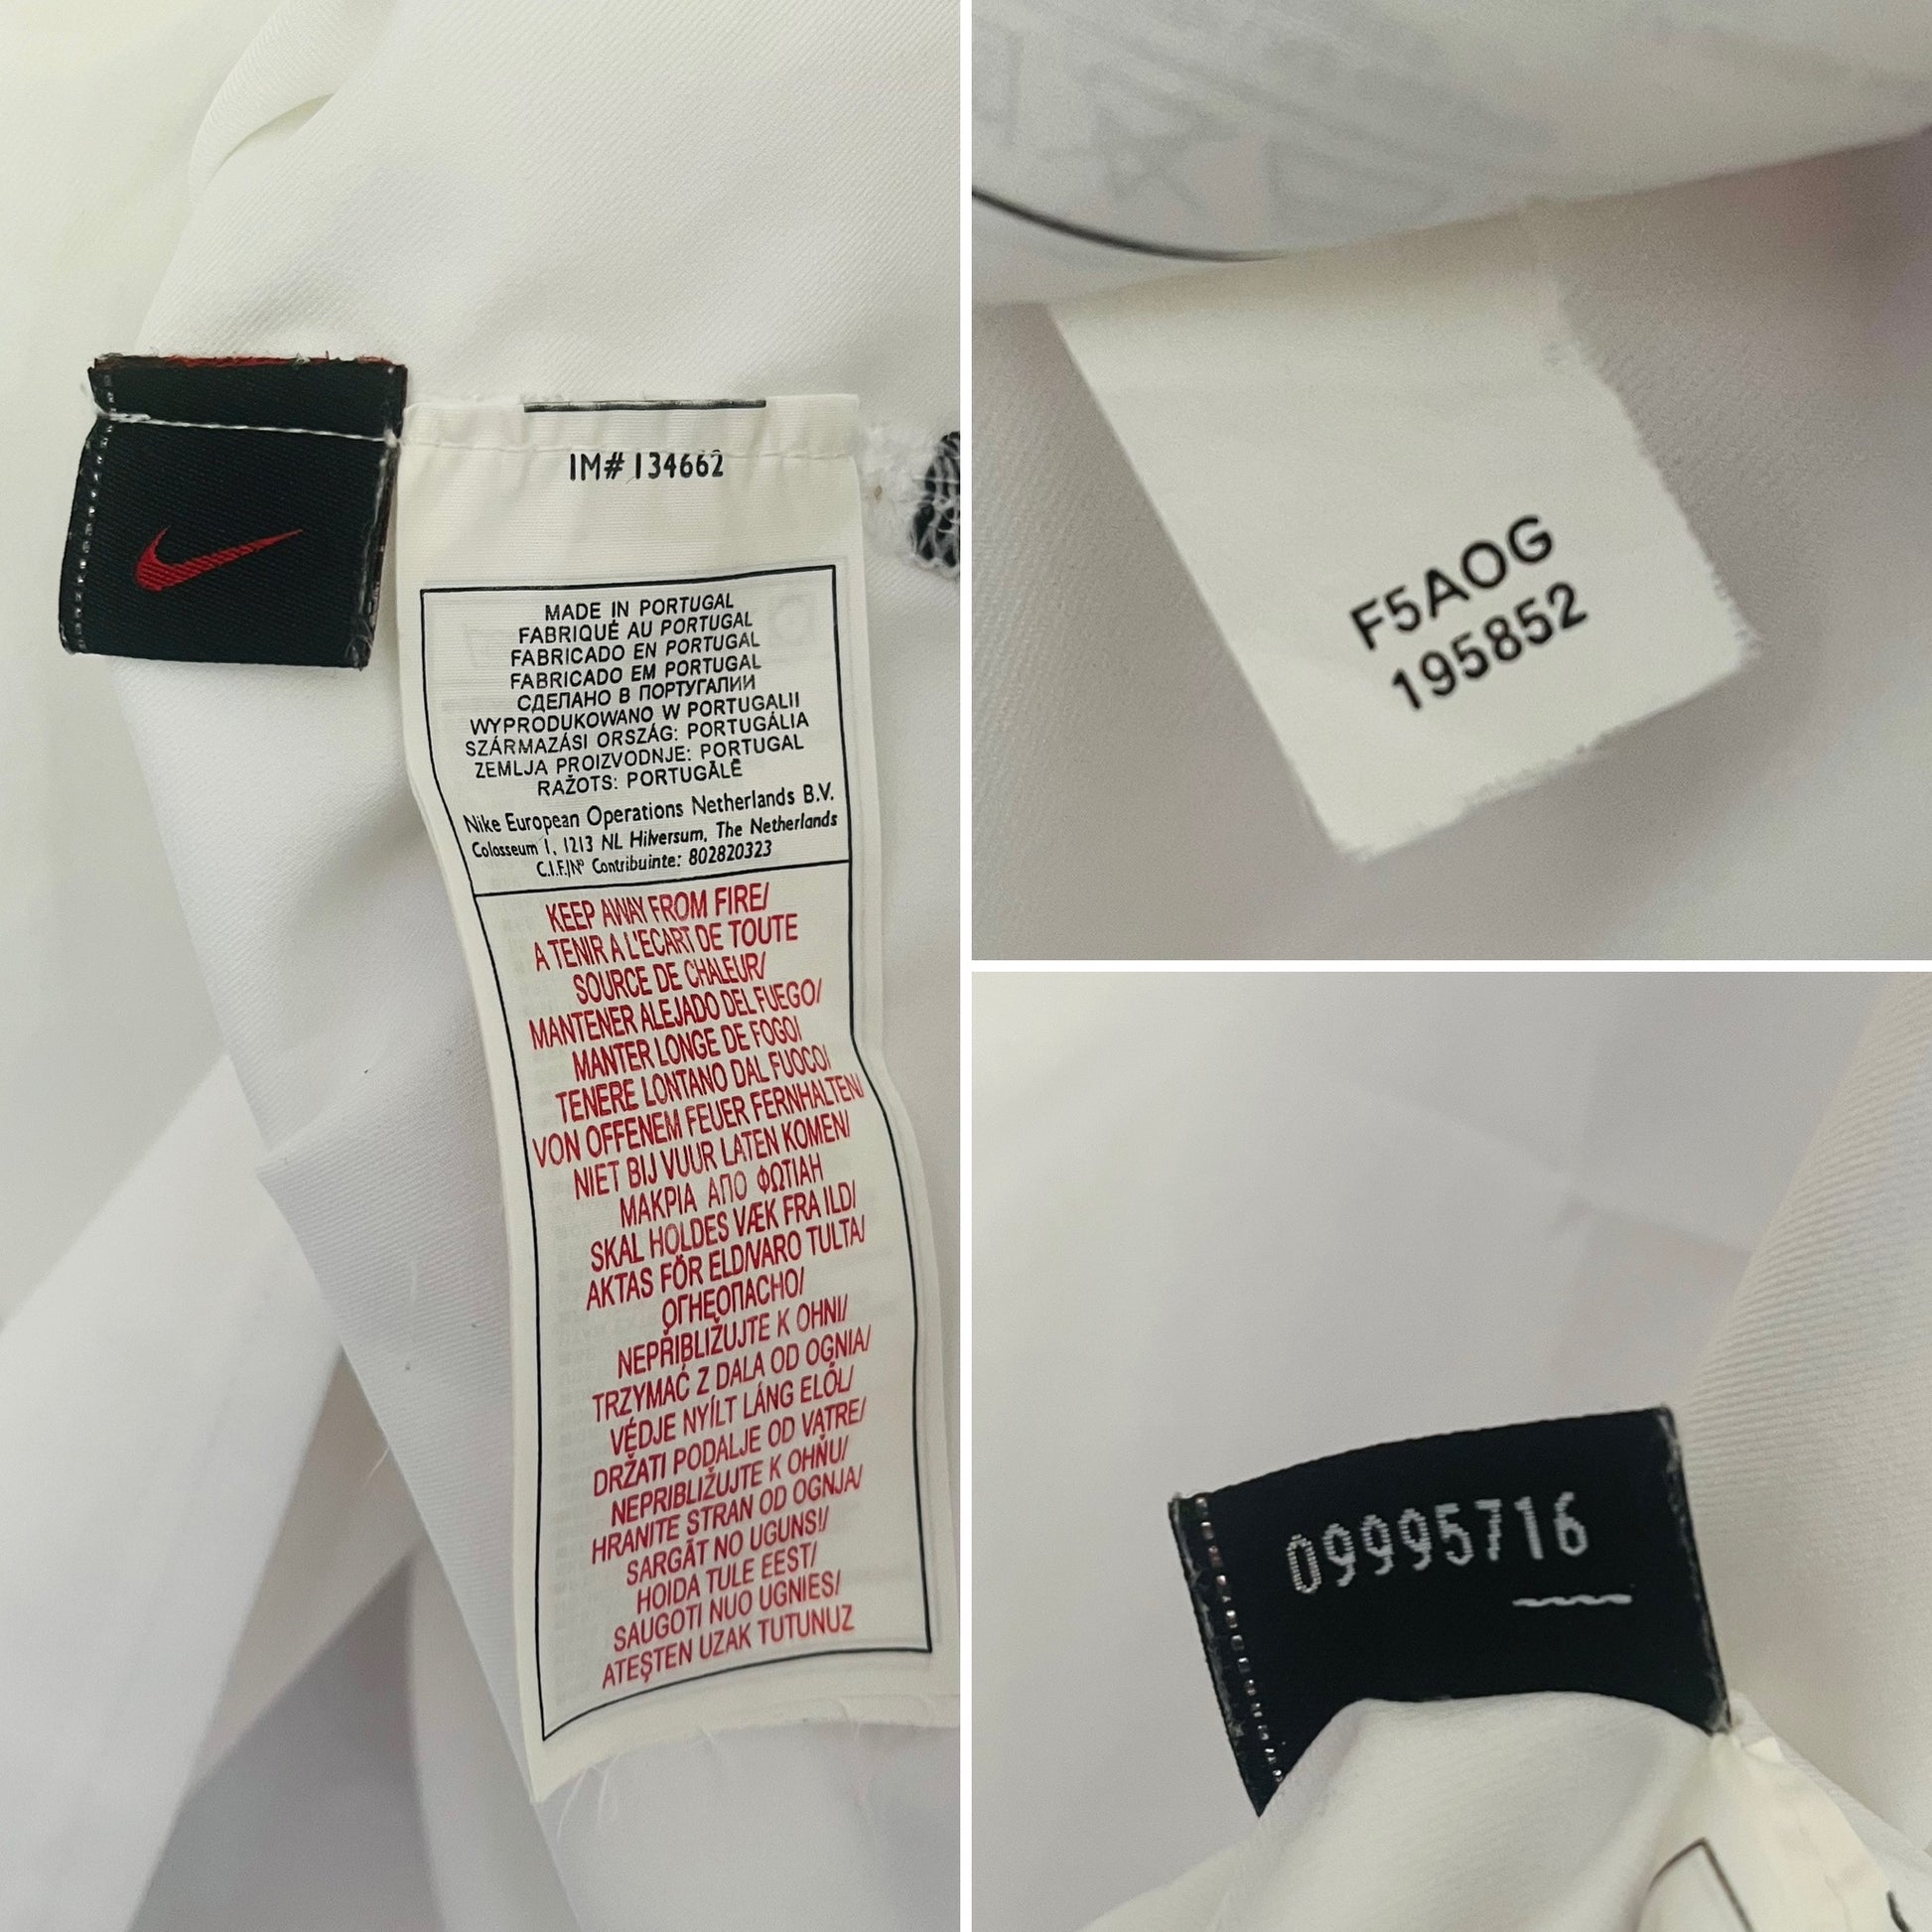 IM# 134662
MADE IN PORTUGAL
FABRIQUÉ AU PORTUGAL
FABRICADO EN PORTUGAL
FABRICADO EM PORTUGAL
СДЕЛАНО В ПОРТУГАЛИИ
WYPRODUKOWANO W PORTUGALII
SZÁRMAZÁSI ORSZÁG: PORTUGÁLIA
ZEMLJA PROIZVODNJE: PORTUGAL
RAŽOTS: PORTUGĀLĒ
Nike European Operations Netherlands B.V.
Colosseum 1, 1213 NL Hilversum, The Netherlands
C.I.F./Nº Contribuinte: 802820323
KEEP AWAY FROM FIRE/
A TENIR A L'ECART DE TOUTE
SOURCE DE CHALEUR/
MANTENER ALEJADO DEL FUEGO/
MANTER LONGE DE FOGO/
TENERE LONTANO DAL FUOCO/
VON OFFENEM FEUER FERNHALTEN/
NIET BIJ VUUR LATEN KOMEN/
ΜΑΚΡΙΑ ΑΠΟ ΦΩΤΙΑΗ
SKAL HOLDES VÆK FRA ILD/
AKTAS FÖR ELD/VARO TULTA/
ОГНЕОПАСНО/
NEPŘIBLIŽUJTE K OHNI/
TRZYMAĆ Z DALA OD OGNIA/
VÉDJE NYÍLT LÁNG ELŐL/
DRŽATI PODALJE OD VATRE/
NEPRIBLIŽUJTE K OHŇU/
HRANITE STRAN OD OGNJA/
SARGĀT NO UGUNS!/
HOIDA TULE EEST/
SAUGOTI NUO UGNIES/
ATEŞTEN UZAK TUTUNUZ
F5AOG
195852
09995716